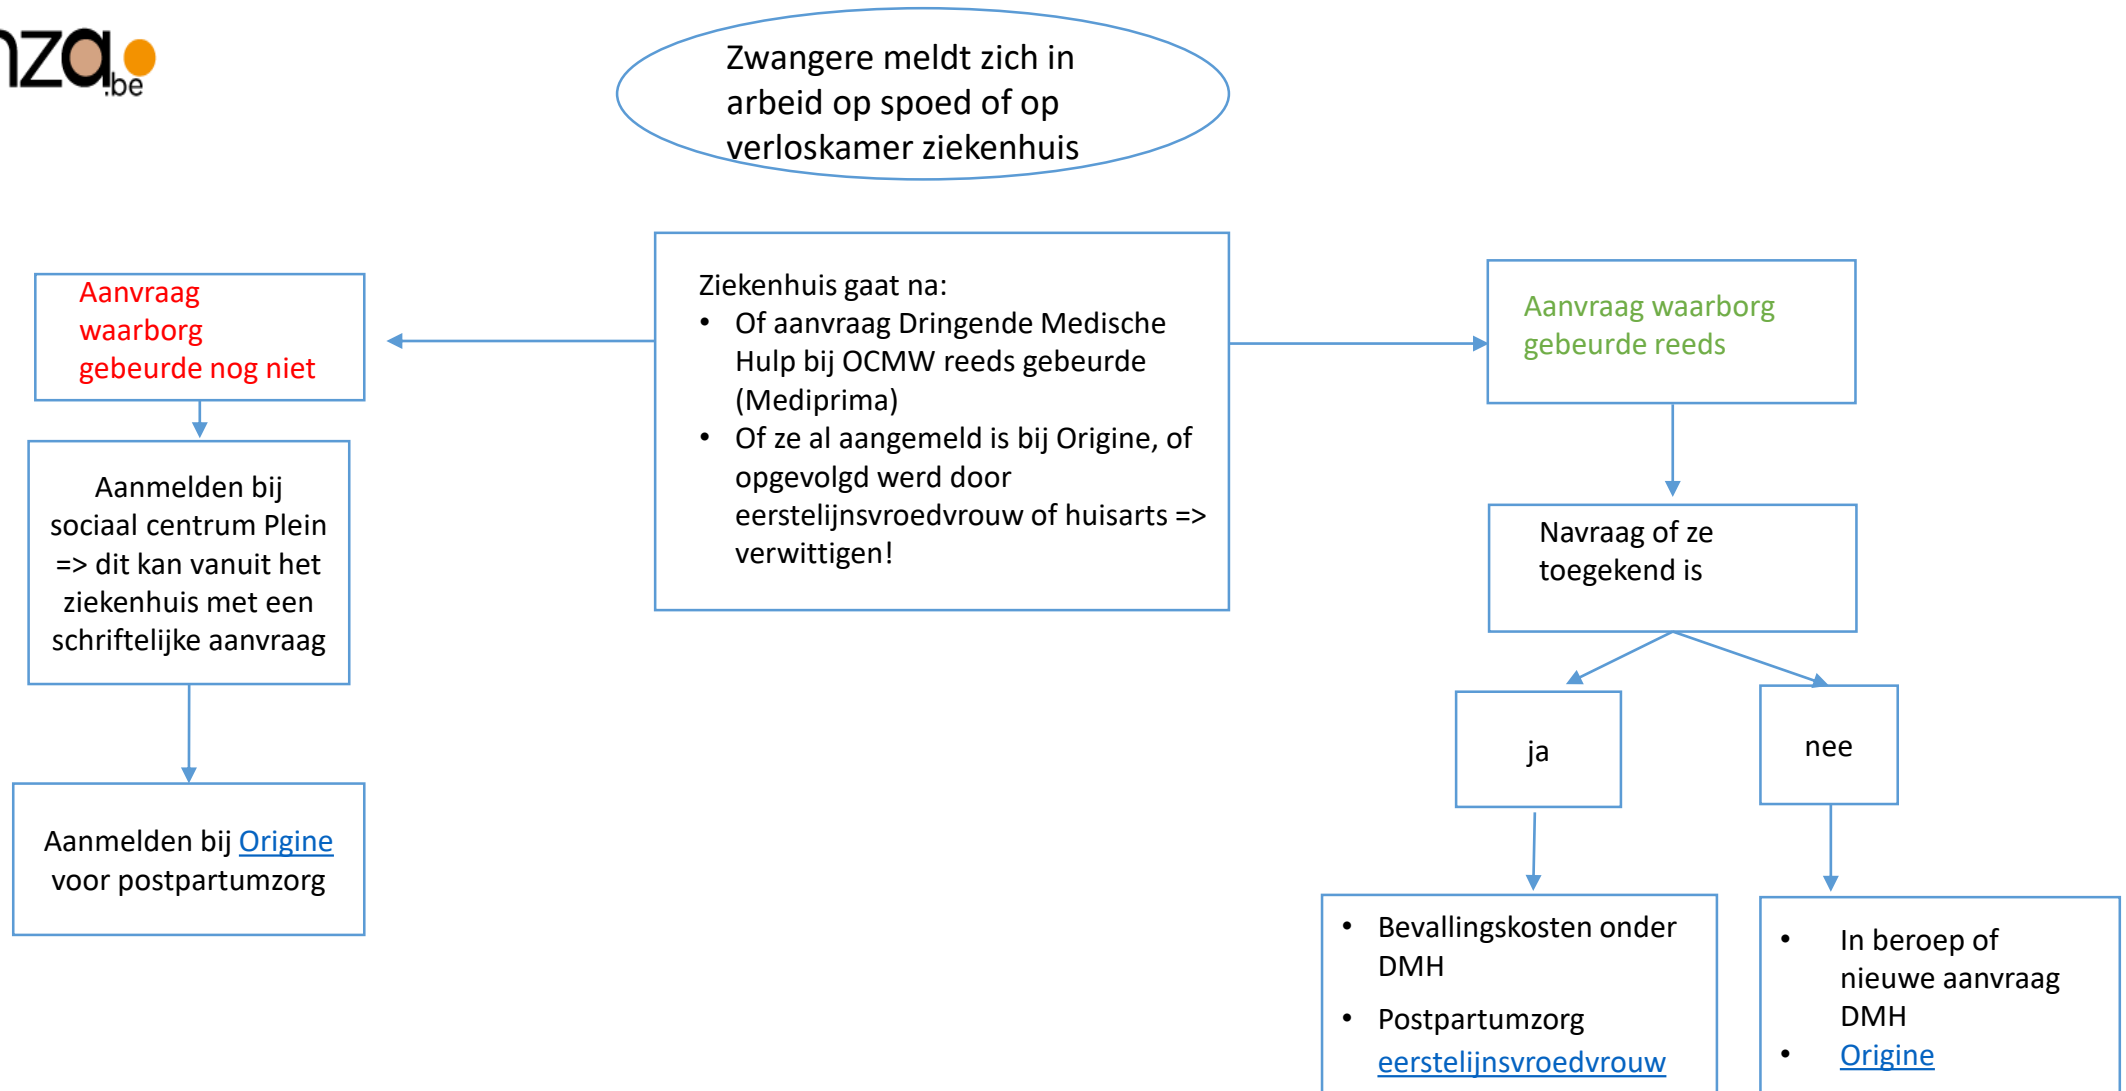 nza.be
Zwangere meldt zich in
arbeid op spoed of op
verloskamer ziekenhuis
Aanvraag
waarborg
gebeurde nog niet
Aanmelden bij
sociaal centrum Plein
=> dit kan vanuit het
ziekenhuis met een
schriftelijke aanvraag
Aanmelden bij Origine
voor postpartumzorg
Ziekenhuis gaat na:
• Of aanvraag Dringende Medische
Hulp bij OCMW reeds gebeurde
(Mediprima)
• Of ze al aangemeld is bij Origine, of
opgevolgd werd door
eerstelijnsvroedvrouw of huisarts =>
verwittigen!
Aanvraag waarborg
gebeurde reeds
Navraag of ze
toegekend is
ja
nee
• Bevallingskosten onder
DMH
• Postpartumzorg
eerstelijnsvroedvrouw
• In beroep of
nieuwe aanvraag
DMH
• Origine